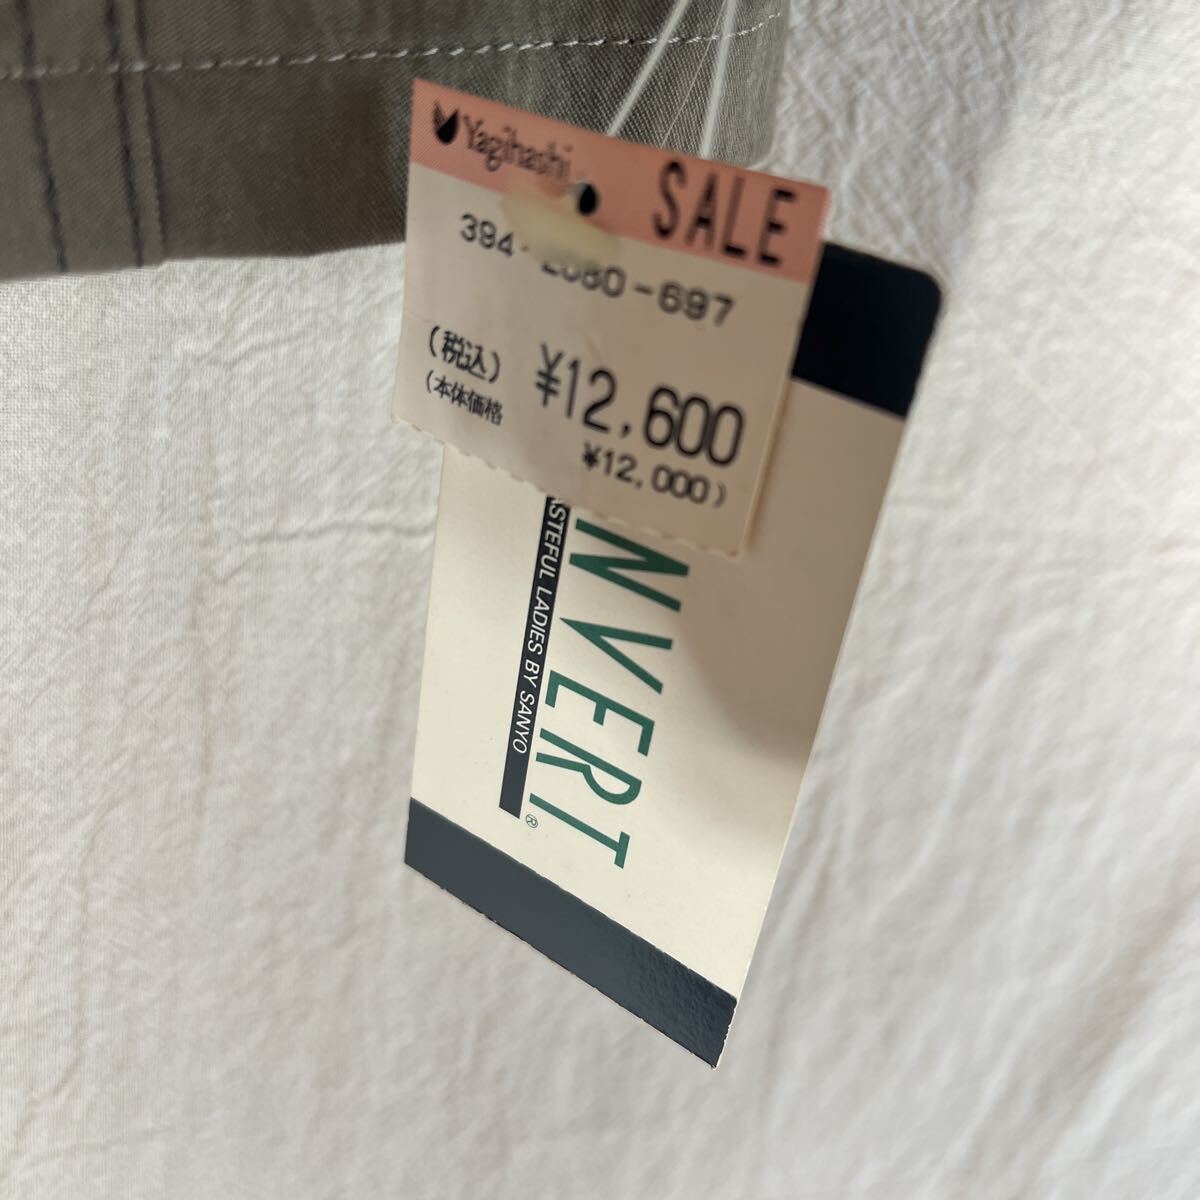 Yagihashi
SALE
394-2080-697
(税込) ¥12,600
(本体価格 ¥12,000)
NVERT
ASTEFUL LADIES BY SANYO
®